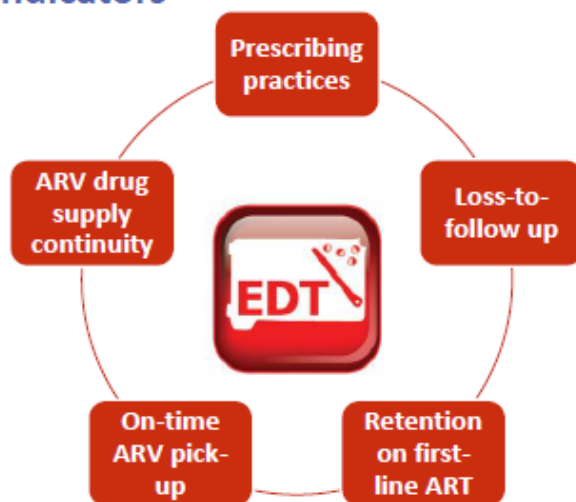 Prescribing
practices
Loss-to-
follow up
Retention
on first-
line ART
On-time
ARV pick-
up
ARV drug
supply
continuity
EDT